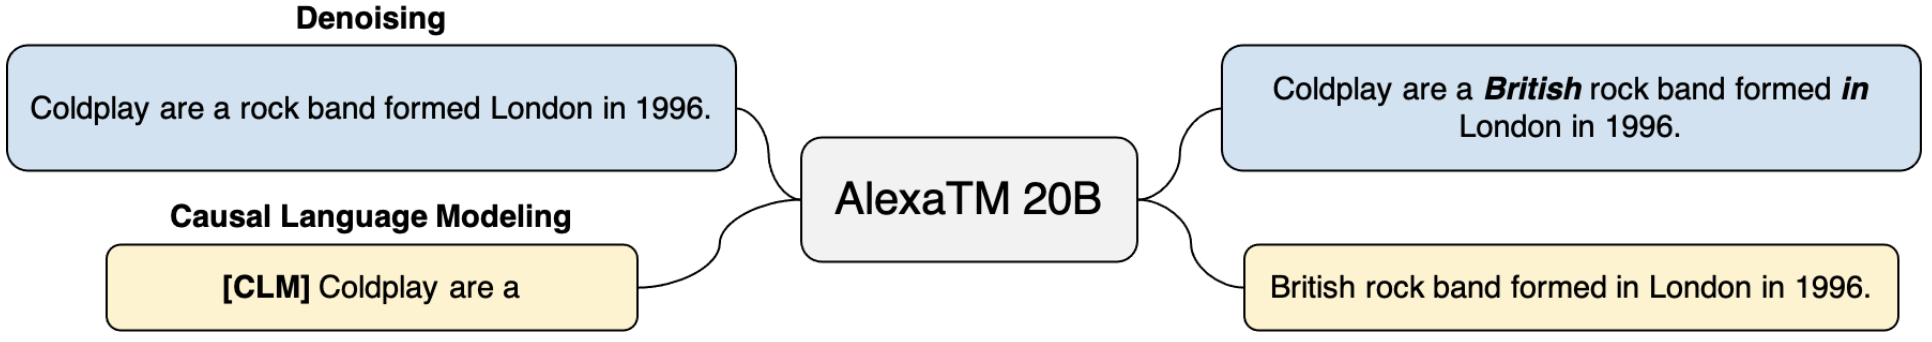 Denoising
Coldplay are a rock band formed London in 1996.
Causal Language Modeling
[CLM] Coldplay are a
AlexaTM 20B
Coldplay are a British rock band formed in
London in 1996.
British rock band formed in London in 1996.